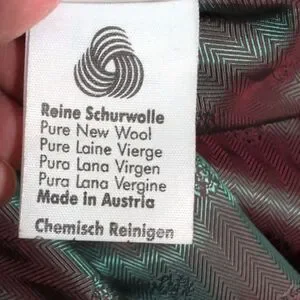 Reine Schurwolle
Pure New Wool
Pure Laine Vierge
Pura Lana Virgen
Pura Lana Vergine
Made in Austria
Chemisch Reinigen